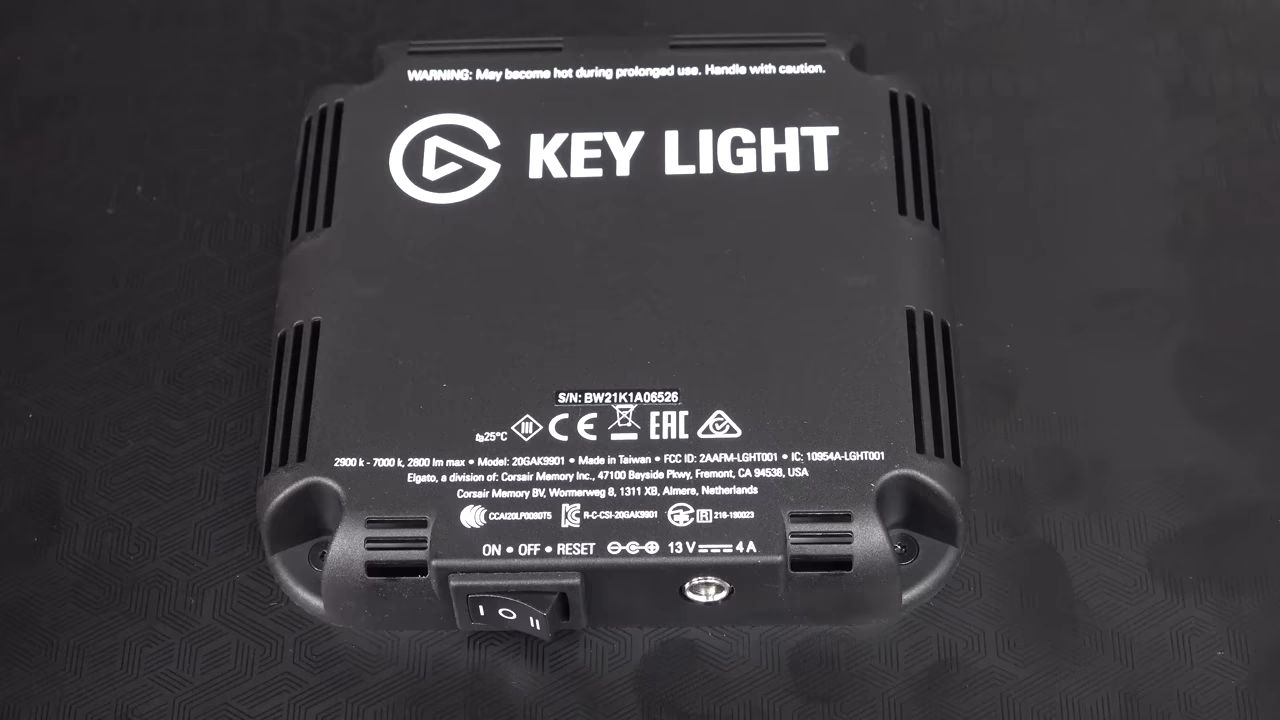 WARNING: May become hot during prolonged use. Handle with caution.
KEY LIGHT
S/N: BW21K1A06526
ta25°C CE EAC
2900 k - 7000 k, 2800 lm max • Model: 20GAK9901 • Made in Taiwan • FCC ID: 2AAFM-LGHT001 • IC: 10954A-LGHT001
Elgato, a division of: Corsair Memory Inc., 47100 Bayside Pkwy, Fremont, CA 94538, USA
Corsair Memory BV, Wormerweg 8, 1311 XB, Almere, Netherlands
CCAI20LP0090T5 R-C-CSI-20GAK9901 R 216-190023
ON • OFF • RESET 13 V 4 A
I O II